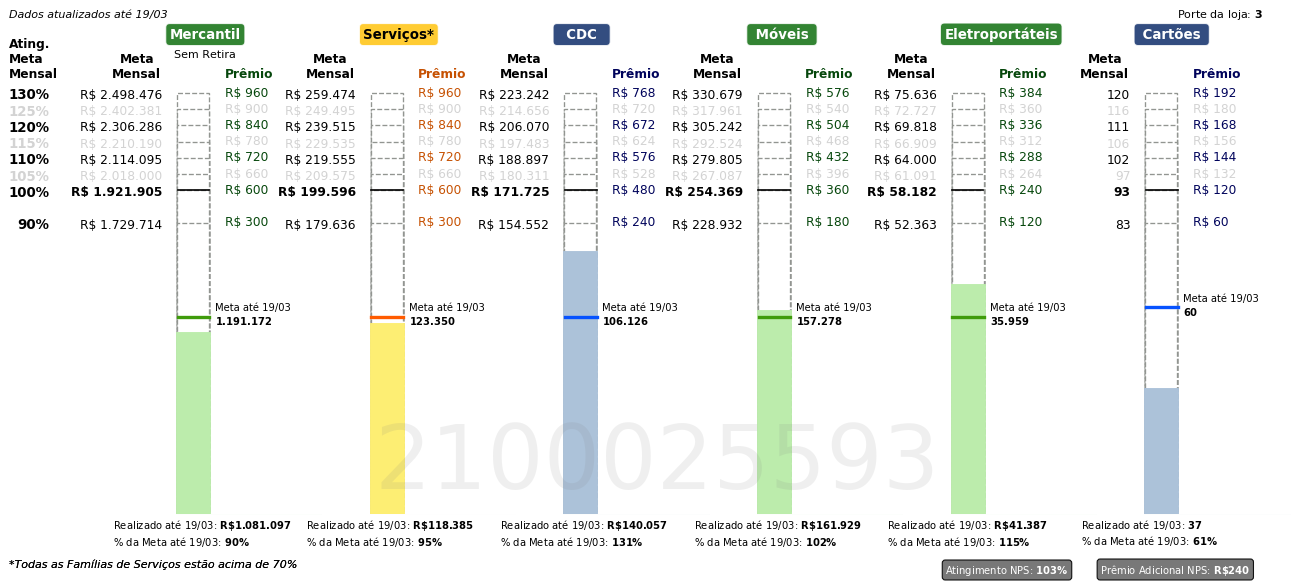 Dados atualizados até 19/03
Porte da loja: 3
Mercantil Serviços* CDC Móveis Eletroportáteis Cartões
Sem Retira
Ating. Meta Mensal
Meta Mensal Prêmio Meta Mensal Prêmio Meta Mensal Prêmio Meta Mensal Prêmio Meta Mensal Prêmio Meta Mensal Prêmio
130% R$ 2.498.476 R$ 960 R$ 259.474 R$ 960 R$ 223.242 R$ 768 R$ 330.679 R$ 576 R$ 75.636 R$ 384 120 R$ 192
125% R$ 2.402.381 R$ 900 R$ 249.495 R$ 900 R$ 214.656 R$ 720 R$ 317.961 R$ 540 R$ 72.727 R$ 360 116 R$ 180
120% R$ 2.306.286 R$ 840 R$ 239.515 R$ 840 R$ 206.070 R$ 672 R$ 305.242 R$ 504 R$ 69.818 R$ 336 111 R$ 168
115% R$ 2.210.190 R$ 780 R$ 229.535 R$ 780 R$ 197.483 R$ 624 R$ 292.524 R$ 468 R$ 66.909 R$ 312 106 R$ 156
110% R$ 2.114.095 R$ 720 R$ 219.555 R$ 720 R$ 188.897 R$ 576 R$ 279.805 R$ 432 R$ 64.000 R$ 288 102 R$ 144
105% R$ 2.018.000 R$ 660 R$ 209.575 R$ 660 R$ 180.311 R$ 528 R$ 267.087 R$ 396 R$ 61.091 R$ 264 97 R$ 132
100% R$ 1.921.905 R$ 600 R$ 199.596 R$ 600 R$ 171.725 R$ 480 R$ 254.369 R$ 360 R$ 58.182 R$ 240 93 R$ 120
90% R$ 1.729.714 R$ 300 R$ 179.636 R$ 300 R$ 154.552 R$ 240 R$ 228.932 R$ 180 R$ 52.363 R$ 120 83 R$ 60
Meta até 19/03 Meta até 19/03 Meta até 19/03 Meta até 19/03 Meta até 19/03 Meta até 19/03
1.191.172 123.350 106.126 157.278 35.959 60
2100025593
Realizado até 19/03: R$1.081.097 Realizado até 19/03: R$118.385 Realizado até 19/03: R$140.057 Realizado até 19/03: R$161.929 Realizado até 19/03: R$41.387 Realizado até 19/03: 37
% da Meta até 19/03: 90% % da Meta até 19/03: 95% % da Meta até 19/03: 131% % da Meta até 19/03: 102% % da Meta até 19/03: 115% % da Meta até 19/03: 61%
*Todas as Famílias de Serviços estão acima de 70%
Atingimento NPS: 103% Prêmio Adicional NPS: R$240